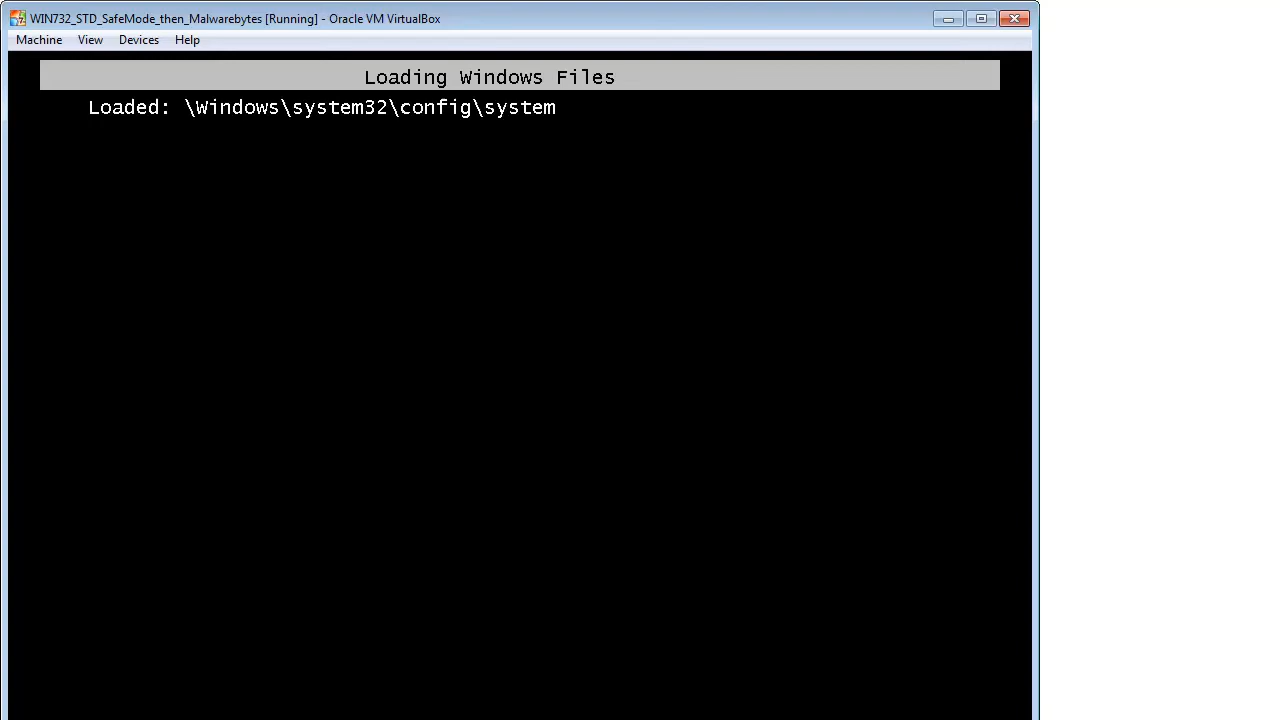 WIN732_STD_SafeMode_then_Malwarebytes [Running] - Oracle VM VirtualBox
Machine View Devices Help
Loading Windows Files
Loaded: \Windows\system32\config\system